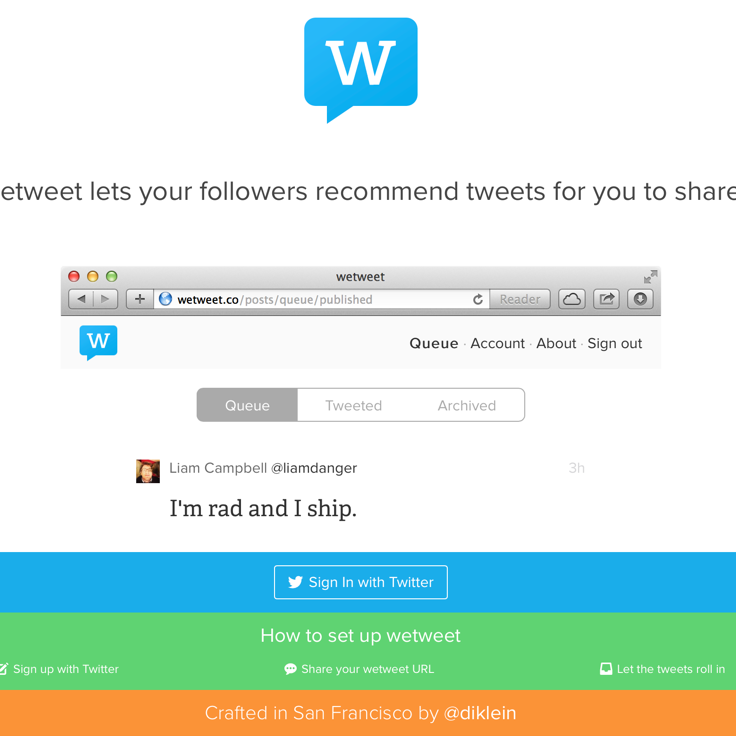 W
etweet lets your followers recommend tweets for you to share
wetweet
wetweet.co/posts/queue/published
Reader
W
Queue · Account · About · Sign out
Queue
Tweeted
Archived
Liam Campbell @liamdanger
3h
I'm rad and I ship.
Sign In with Twitter
How to set up wetweet
Sign up with Twitter
Share your wetweet URL
Let the tweets roll in
Crafted in San Francisco by @diklein